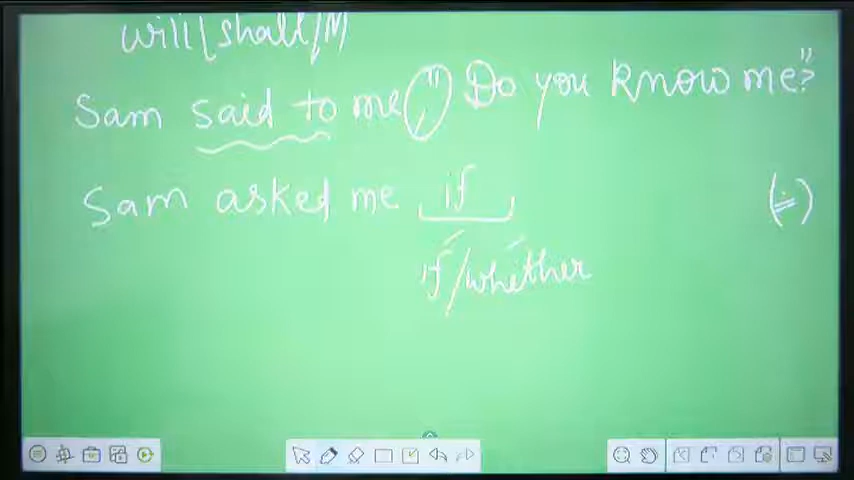 will/shall/M
Sam said to me, "Do you know me?"
Sam asked me if
if/whether
(÷)